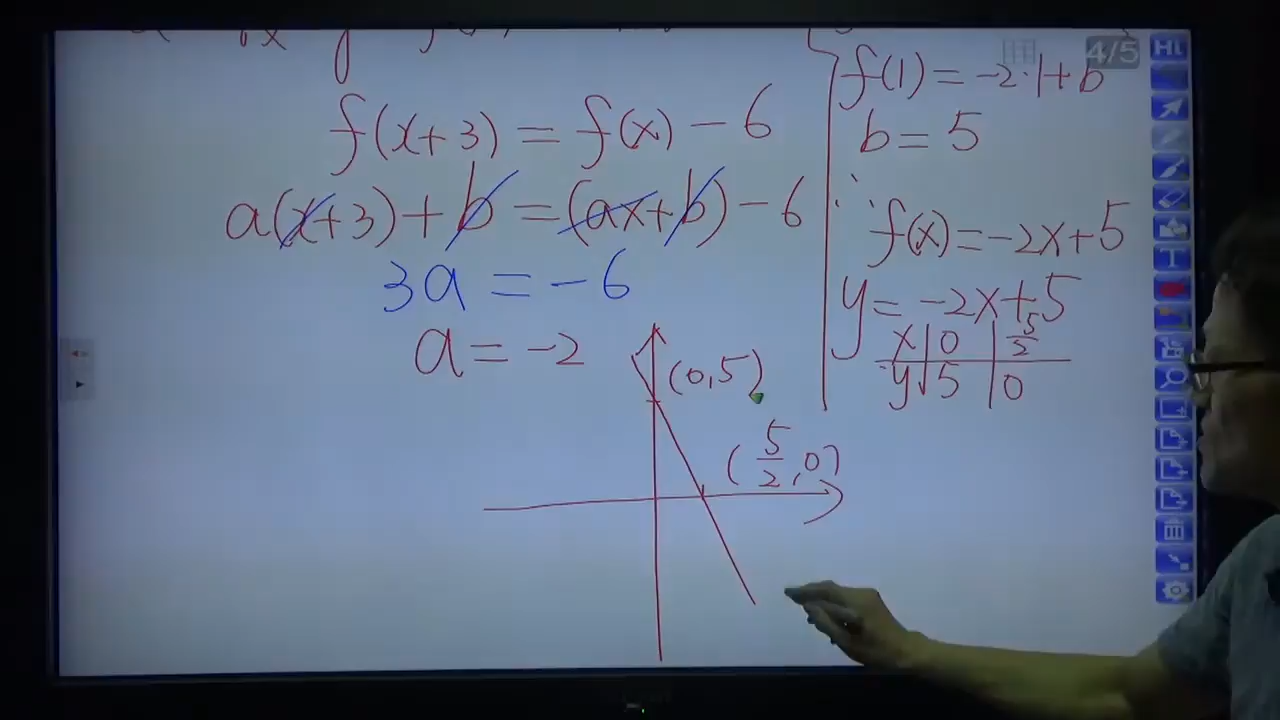 f(x+3) = f(x) - 6
a(x+3) + b = (ax+b) - 6
3a = -6
a = -2
(0,5)
(5/2, 0)
4/5
f(1) = -2·1+b
b = 5
∴ f(x) = -2x+5
y = -2x+5
x | 0 | 5/2
y | 5 | 0
HL
T